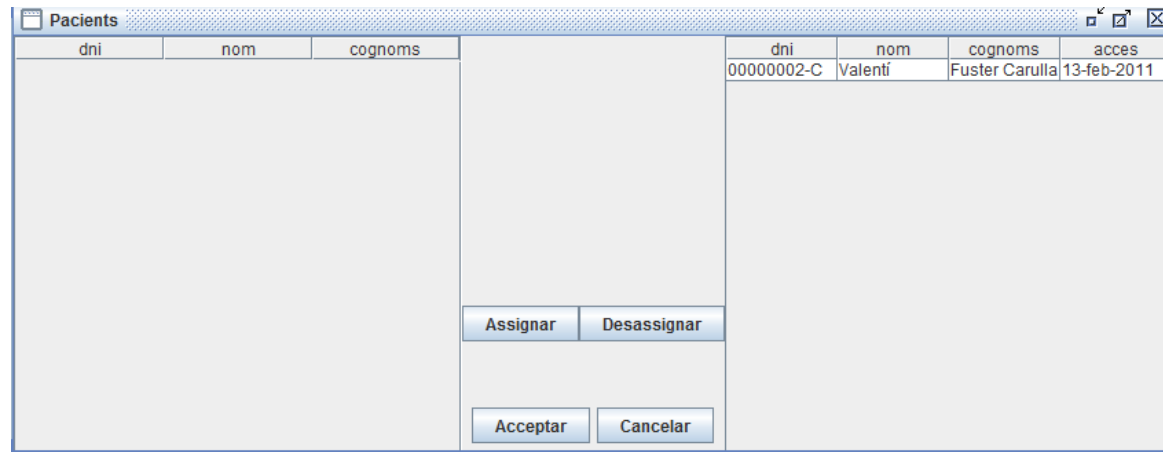 Pacients
dni nom cognoms
dni nom cognoms acces
00000002-C Valentí Fuster Carulla 13-feb-2011
Assignar Desassignar
Acceptar Cancelar